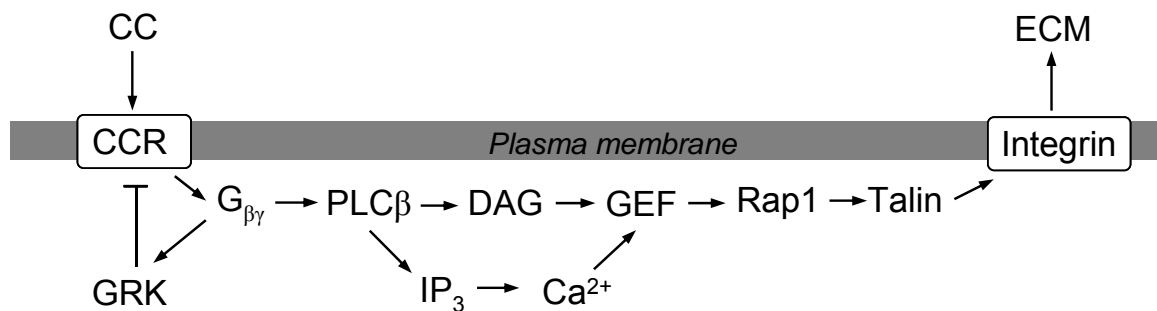 CC ECM
CCR Plasma membrane Integrin
Gβγ PLCβ DAG GEF Rap1 Talin
GRK IP₃ Ca²⁺